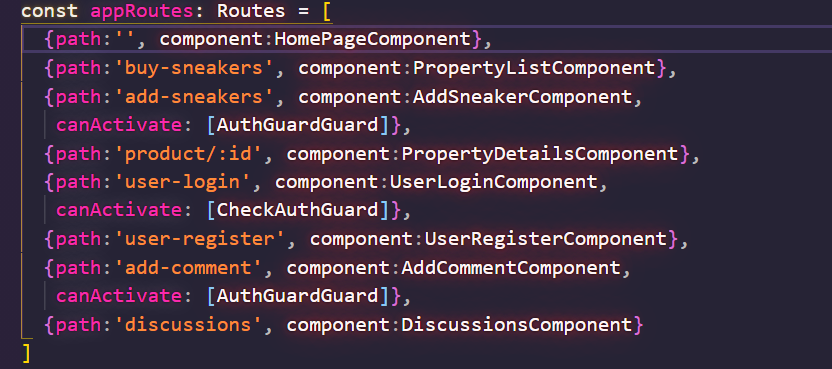 const appRoutes: Routes = [
  {path:'', component:HomePageComponent},
  {path:'buy-sneakers', component:PropertyListComponent},
  {path:'add-sneakers', component:AddSneakerComponent,
   canActivate: [AuthGuardGuard]},
  {path:'product/:id', component:PropertyDetailsComponent},
  {path:'user-login', component:UserLoginComponent,
   canActivate: [CheckAuthGuard]},
  {path:'user-register', component:UserRegisterComponent},
  {path:'add-comment', component:AddCommentComponent,
   canActivate: [AuthGuardGuard]},
  {path:'discussions', component:DiscussionsComponent}
]